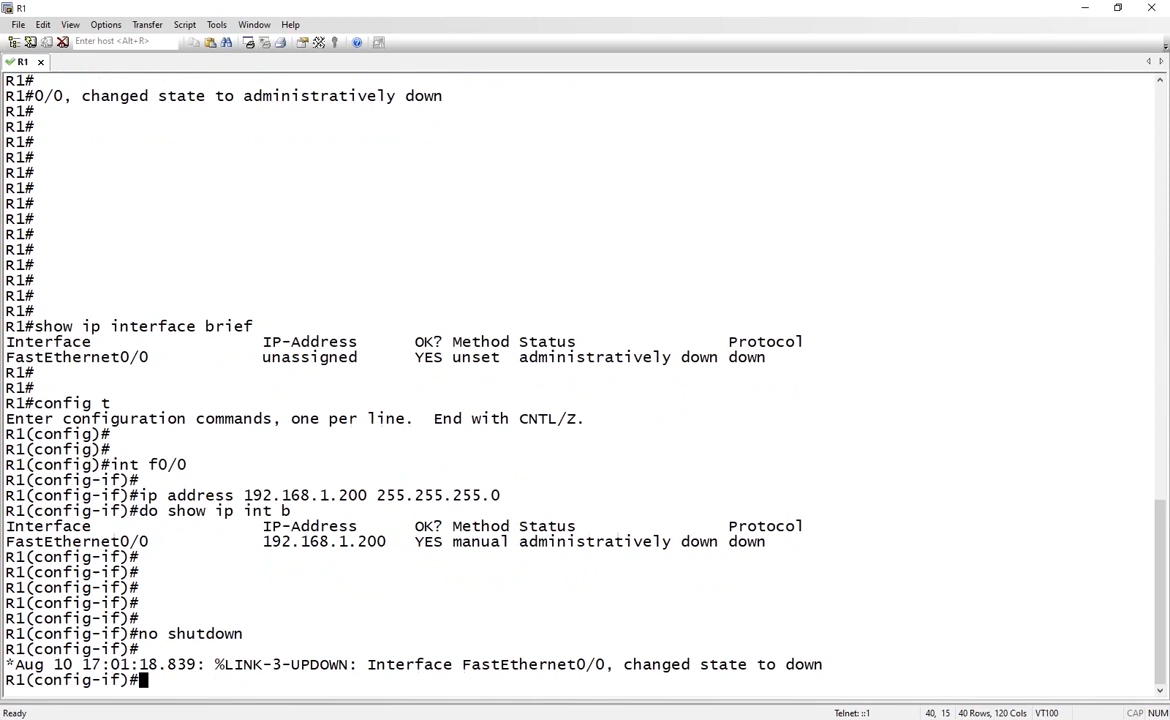 R1
File Edit View Options Transfer Script Tools Window Help
Enter host <Alt+R>
R1
R1#
R1#0/0, changed state to administratively down
R1#
R1#
R1#
R1#
R1#
R1#
R1#
R1#
R1#
R1#
R1#
R1#
R1#
R1#
R1#show ip interface brief
Interface IP-Address OK? Method Status Protocol
FastEthernet0/0 unassigned YES unset administratively down down
R1#
R1#
R1#config t
Enter configuration commands, one per line. End with CNTL/Z.
R1(config)#
R1(config)#
R1(config)#int f0/0
R1(config-if)#
R1(config-if)#ip address 192.168.1.200 255.255.255.0
R1(config-if)#do show ip int b
Interface IP-Address OK? Method Status Protocol
FastEthernet0/0 192.168.1.200 YES manual administratively down down
R1(config-if)#
R1(config-if)#
R1(config-if)#
R1(config-if)#
R1(config-if)#
R1(config-if)#no shutdown
R1(config-if)#
*Aug 10 17:01:18.839: %LINK-3-UPDOWN: Interface FastEthernet0/0, changed state to down
R1(config-if)#
Ready Telnet: ::1 40, 15 40 Rows, 120 Cols VT100 CAP NUM